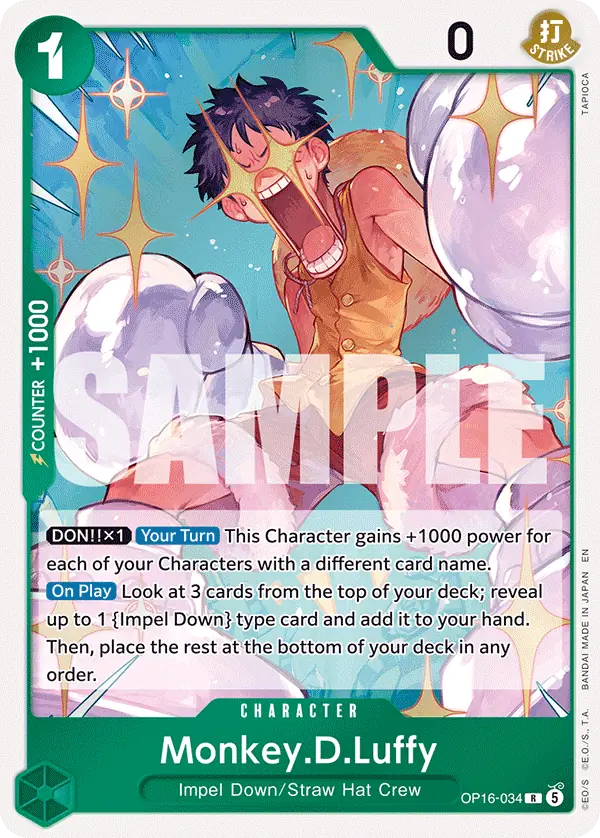 1
0
打
STRIKE
TAPIOCA
COUNTER +1000
SAMPLE
DON!!×1 Your Turn This Character gains +1000 power for
each of your Characters with a different card name.
On Play Look at 3 cards from the top of your deck; reveal
up to 1 {Impel Down} type card and add it to your hand.
Then, place the rest at the bottom of your deck in any
order.
©E.O./S., T.A. BANDAI MADE IN JAPAN EN
©EO/S
CHARACTER
Monkey.D.Luffy
Impel Down/Straw Hat Crew
OP16-034 R 5